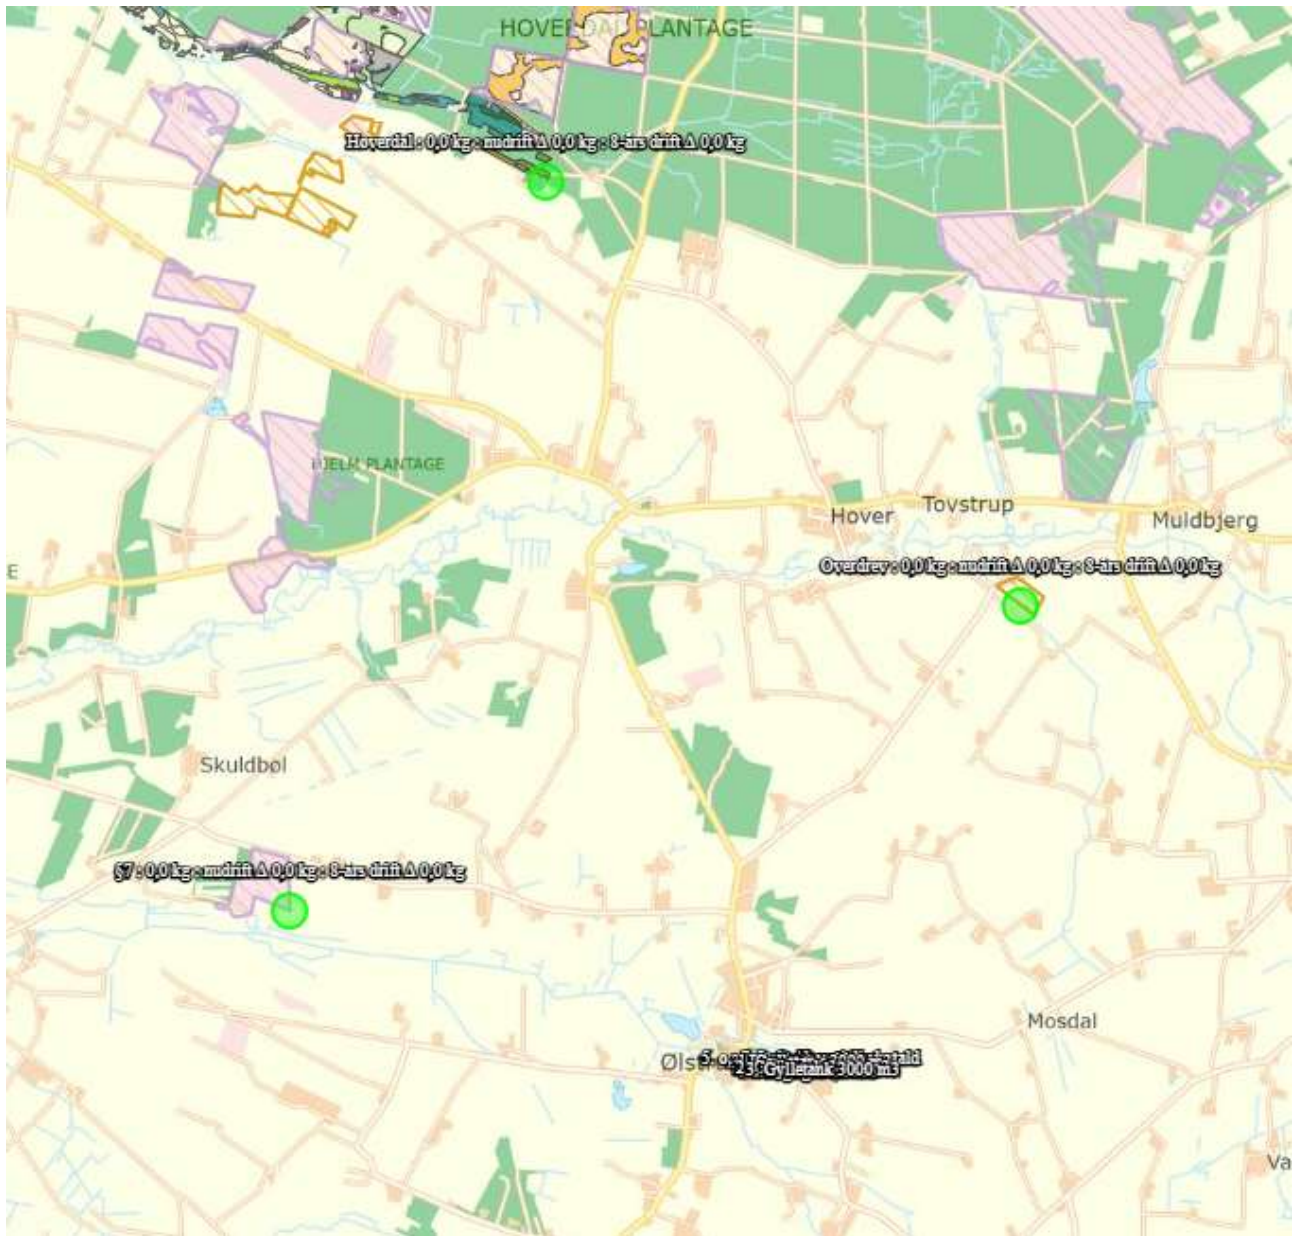 HOVERDAL PLANTAGE
Hoverdal : 0,0 kg : nudrift Δ 0,0 kg : 8-års drift Δ 0,0 kg
HJELM PLANTAGE
Hover
Tovstrup
Muldbjerg
E
Overdrev : 0,0 kg : nudrift Δ 0,0 kg : 8-års drift Δ 0,0 kg
Skuldbøl
§7 : 0,0 kg : nudrift Δ 0,0 kg : 8-års drift Δ 0,0 kg
Mosdal
Gylletank 3000 m3
Va